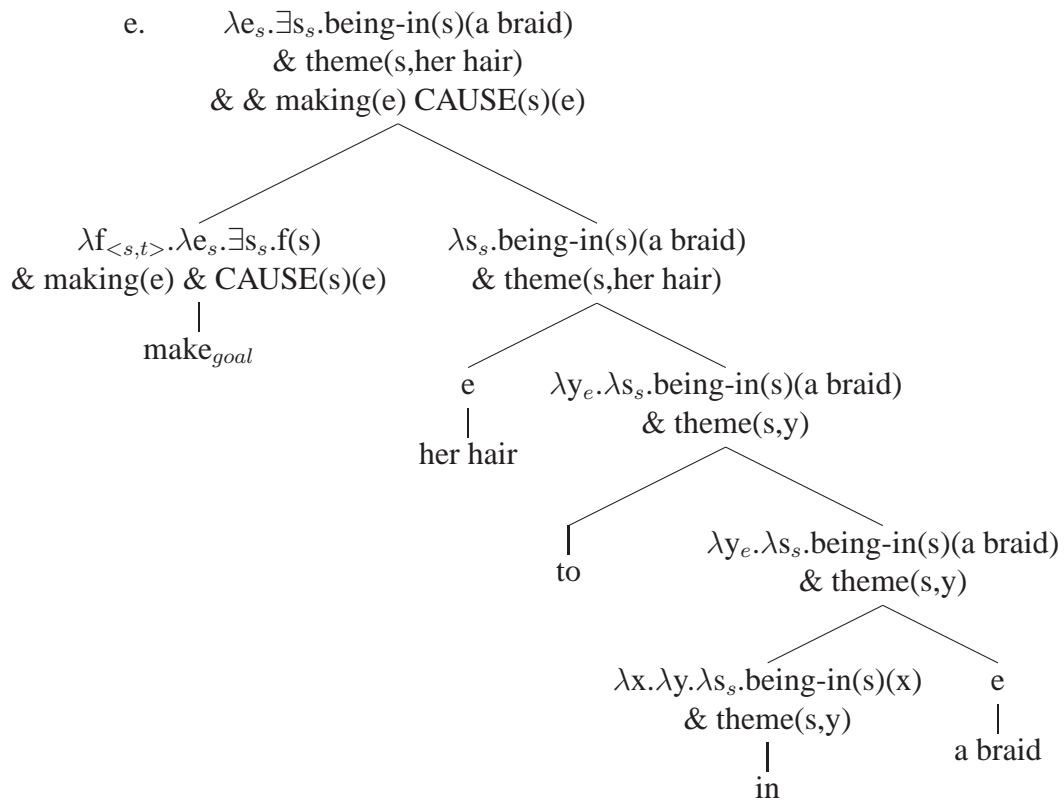 e. λe_s.∃s_s.being-in(s)(a braid)
& theme(s,her hair)
& & making(e) CAUSE(s)(e)
λf_{<s,t>}.λe_s.∃s_s.f(s)
& making(e) & CAUSE(s)(e)
make_{goal}
λs_s.being-in(s)(a braid)
& theme(s,her hair)
e
her hair
λy_e.λs_s.being-in(s)(a braid)
& theme(s,y)
to
λy_e.λs_s.being-in(s)(a braid)
& theme(s,y)
λx.λy.λs_s.being-in(s)(x)
& theme(s,y)
in
e
a braid